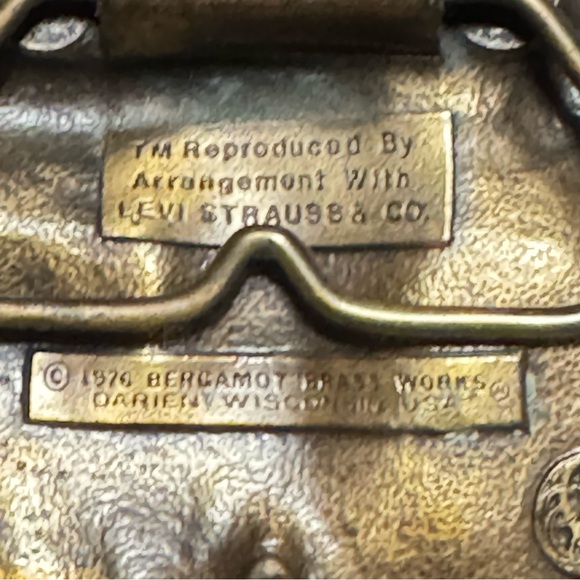 TM Reproduced By
Arrangement With
LEVI STRAUSS & CO.
© 1976 BERGAMOT BRASS WORKS ®
DARIEN, WISCONSIN, USA